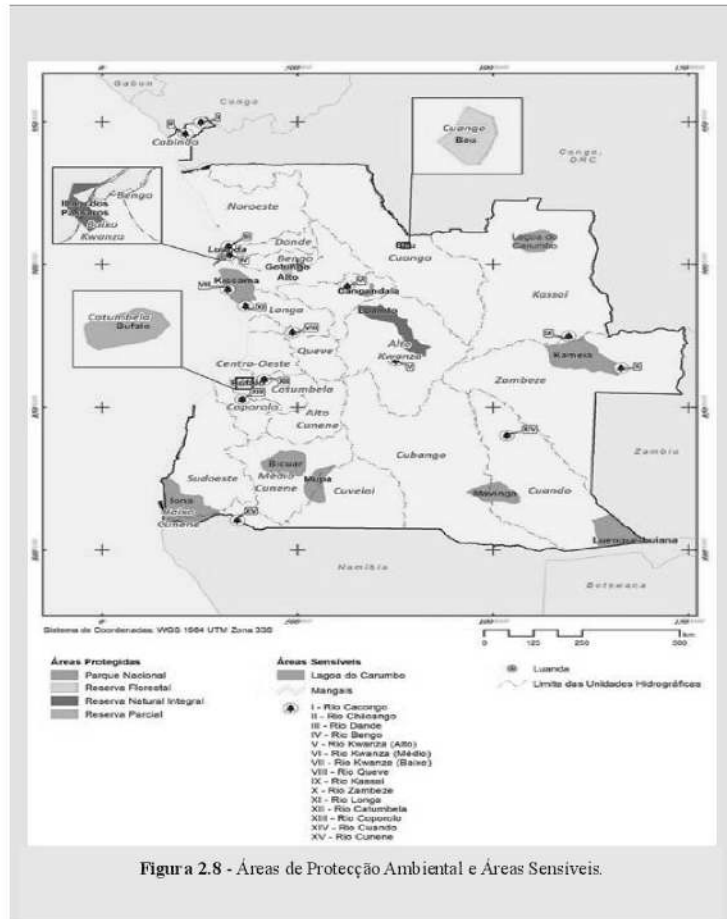 Gabun
Congo
Cabinda
Cuango
Bau
Congo, DRC
Bengo
Ilhéu dos Pássaros
Baixo Kwanza
Noroeste
Luanda
Dande
Bengo
Golungo Alto
Cuango
Lagoa do Carumbo
Kassai
Kissama
Cangandala
Luando
Alto Kwanza
Longa
Queve
Catumbela
Bufalo
Centro-Oeste
Catumbela
Coporolo
Alto Cunene
Kameia
Zambeze
Zambia
Cubango
Sudoeste
Bicuar
Médio Cunene
Mupa
Cuvelai
Mavinga
Cuando
Iona
Baixo Cunene
Luengue-Luiana
Namibia
Botswana
Sistema de Coordenadas: WGS 1984 UTM Zona 33S
0 125 250 500
km
Áreas Protegidas
Parque Nacional
Reserva Florestal
Reserva Natural Integral
Reserva Parcial
Áreas Sensíveis
Lagoa do Carumbo
Mangais
I - Rio Cacongo
II - Rio Chiloango
III - Rio Dande
IV - Rio Bengo
V - Rio Kwanza (Alto)
VI - Rio Kwanza (Médio)
VII - Rio Kwanza (Baixo)
VIII - Rio Queve
IX - Rio Kassai
X - Rio Zambeze
XI - Rio Longa
XII - Rio Catumbela
XIII - Rio Coporolo
XIV - Rio Cuando
XV - Rio Cunene
Luanda
Limite das Unidades Hidrográficas
Figura 2.8 - Áreas de Protecção Ambiental e Áreas Sensíveis.